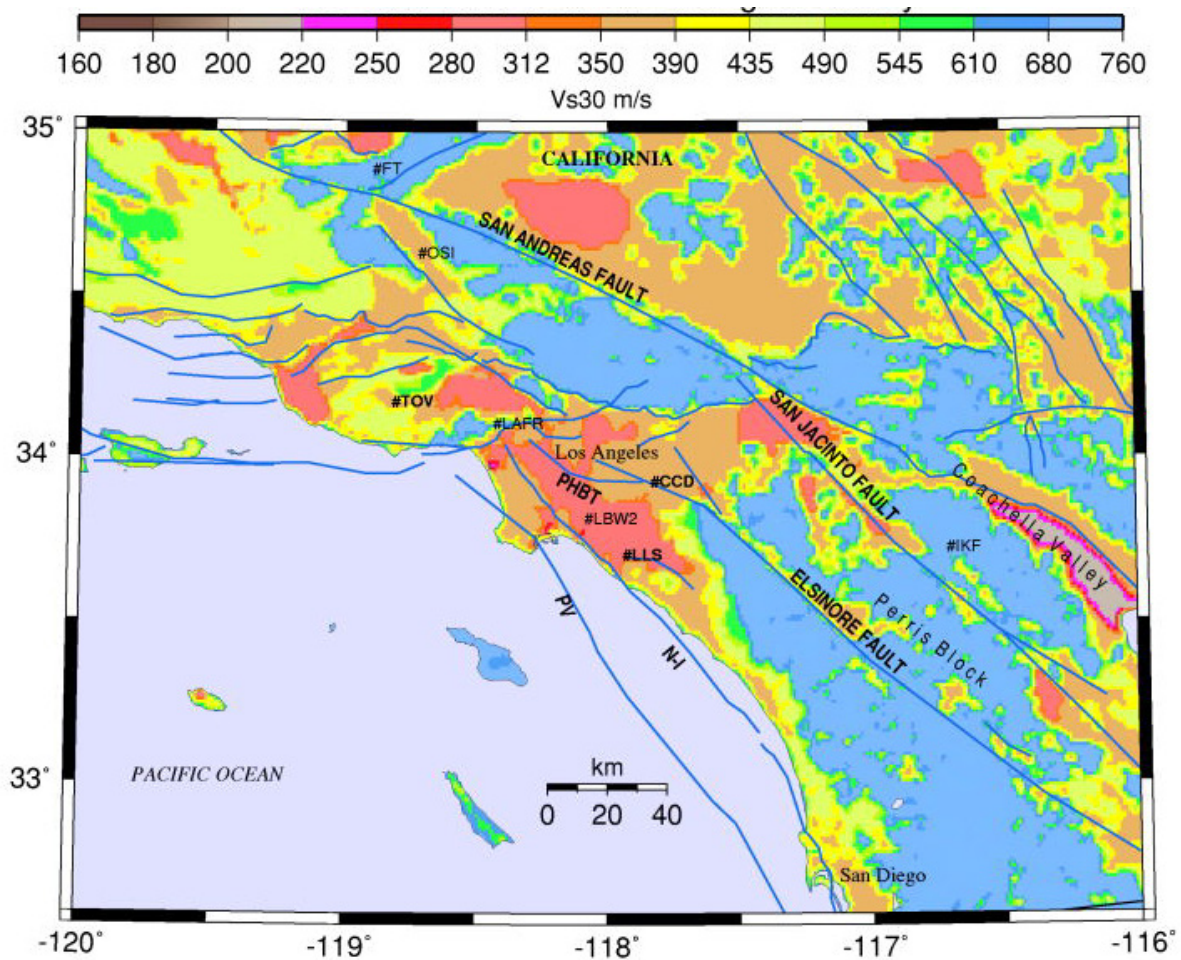 160 180 200 220 250 280 312 350 390 435 490 545 610 680 760
Vs30 m/s
35˚
CALIFORNIA
#FT
SAN ANDREAS FAULT
#OSI
#TOV
SAN JACINTO FAULT
#LAFR
34˚
Los Angeles
Coachella Valley
#CCD
PHBT
#LBW2
#IKF
#LLS
ELSINORE FAULT
Perris Block
PV
N-I
km
PACIFIC OCEAN
33˚
0 20 40
San Diego
-120˚ -119˚ -118˚ -117˚ -116˚